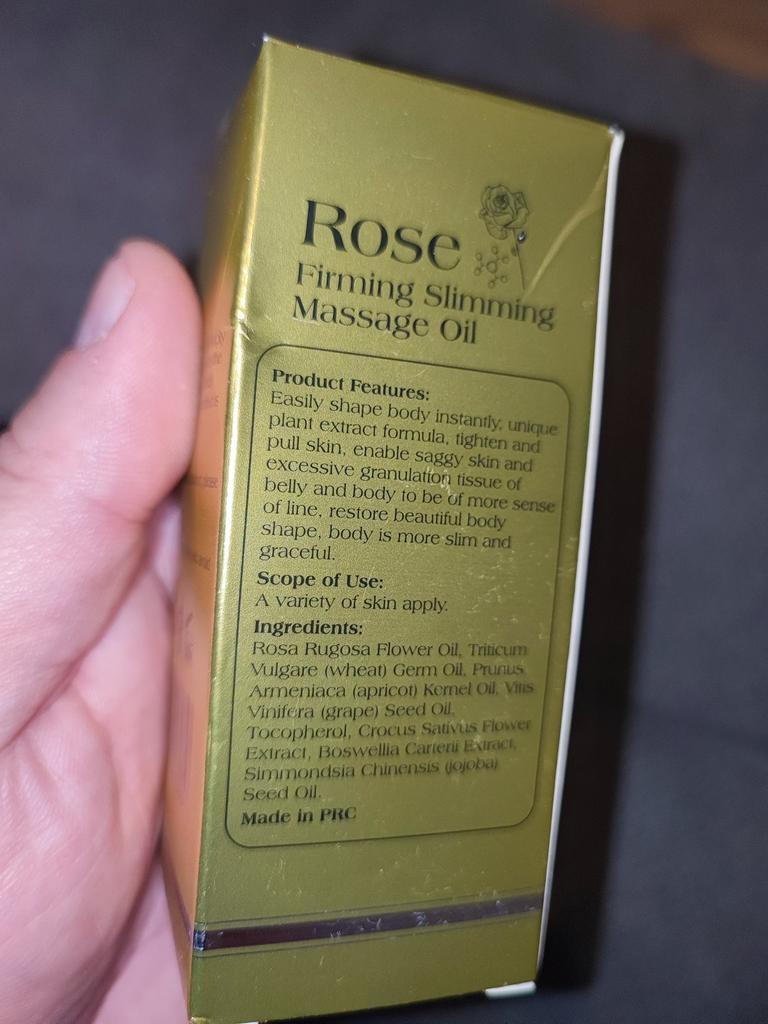 Rose
Firming Slimming
Massage Oil
Product Features:
Easily shape body instantly, unique
plant extract formula, tighten and
pull skin, enable saggy skin and
excessive granulation tissue of
belly and body to be of more sense
of line, restore beautiful body
shape, body is more slim and
graceful.
Scope of Use:
A variety of skin apply.
Ingredients:
Rosa Rugosa Flower Oil, Triticum
Vulgare (wheat) Germ Oil, Prunus
Armeniaca (apricot) Kernel Oil, Vitis
Vinifera (grape) Seed Oil,
Tocopherol, Crocus Sativus Flower
Extract, Boswellia Carterii Extract,
Simmondsia Chinensis (jojoba)
Seed Oil.
Made in PRC